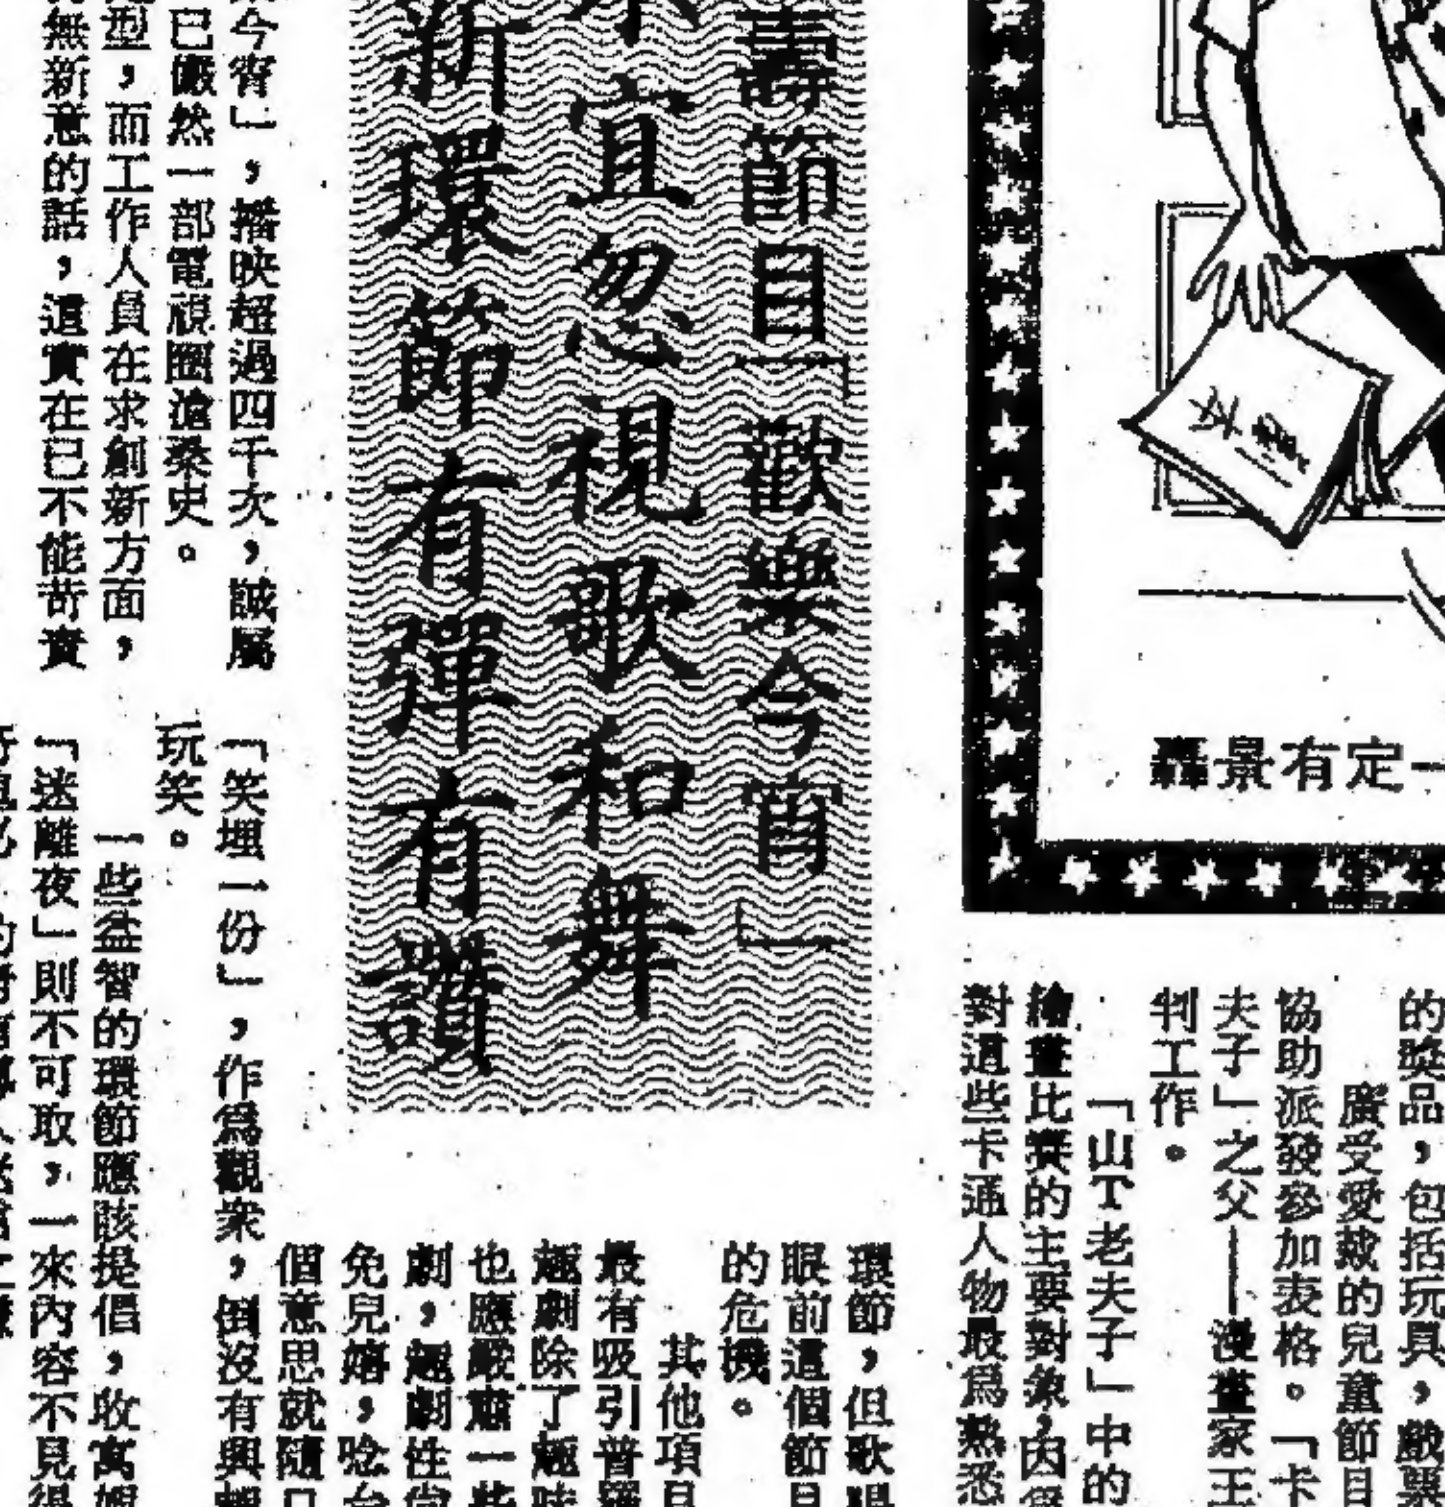 轟景有定一
的獎品，包括玩具，戲票
廣受愛戴的兒童節目
協助派發參加表格。「卡
夫子」之父——漫畫家王
判工作。
「山T老夫子」中的
繪畫比賽的主要對象，因為
對這些卡通人物最為熟悉
壽節目「歡樂今宵」
不宜忽視歌和舞
新環節有彈有讚
環節，但歌唱
眼前這個節目
的危機。
其他項目
最有吸引
趣劇除了趣味
也應嚴肅一些
劇，趣劇性
免兒嬉，
個意思就隨口
今宵」，播映超過四千次，誠屬
已儼然一部電視圈滄桑史。
型，而工作人員在求創新方面，
無新意的話，這實在已不能苛責
「笑埋一份」，作為觀眾，倒沒有興
玩笑。
一些益智的環節應該提倡，收寓
「迷離夜」則不可取，一來內容不見得